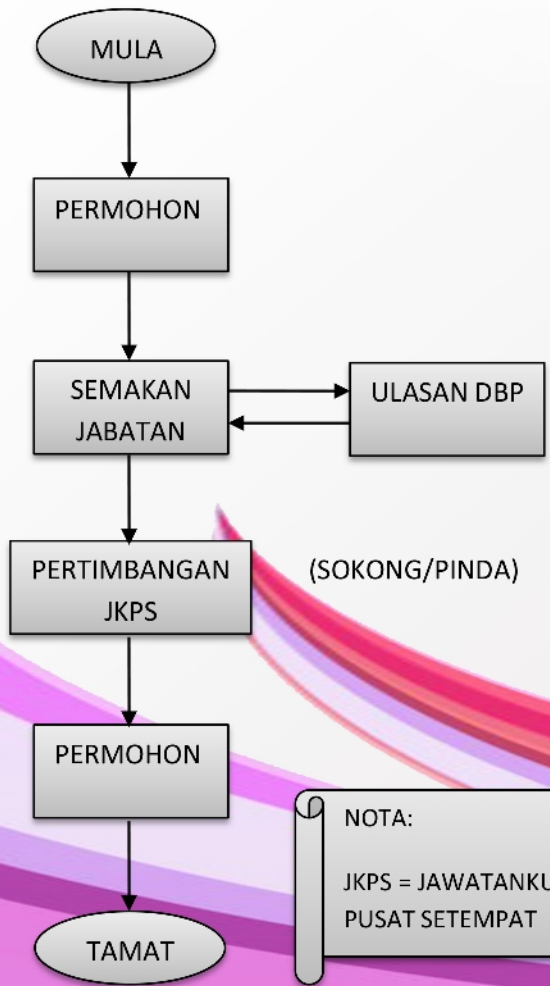 MULA
PERMOHON
SEMAKAN
JABATAN
ULASAN DBP
PERTIMBANGAN
JKPS
(SOKONG/PINDA)
PERMOHON
NOTA:
JKPS = JAWATANKU
PUSAT SETEMPAT
TAMAT